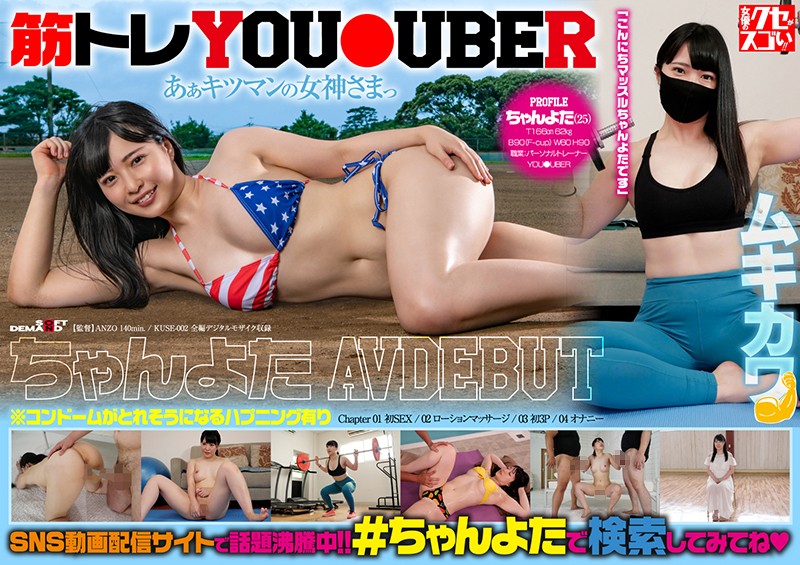 筋トレYOU●UBER
あぁキツマンの女神さまっ
女優のクセがスゴい!!
PROFILE
ちゃんよた(25)
T166cm 62kg
B90(F-cup) W60 H90
職業:パーソナルトレーナー
YOU●UBER
「こんにちマッスルちゃんよたです」
ムキカワ
SOFT ON DEMAND
【監督】ANZO 140min. / KUSE-002 全編デジタルモザイク収録
ちゃんよた AVDEBUT
※コンドームがとれそうになるハプニング有り
Chapter 01 初SEX / 02 ローションマッサージ / 03 初3P / 04 オナニー
SNS動画配信サイトで話題沸騰中!! #ちゃんよたで検索してみてね♥